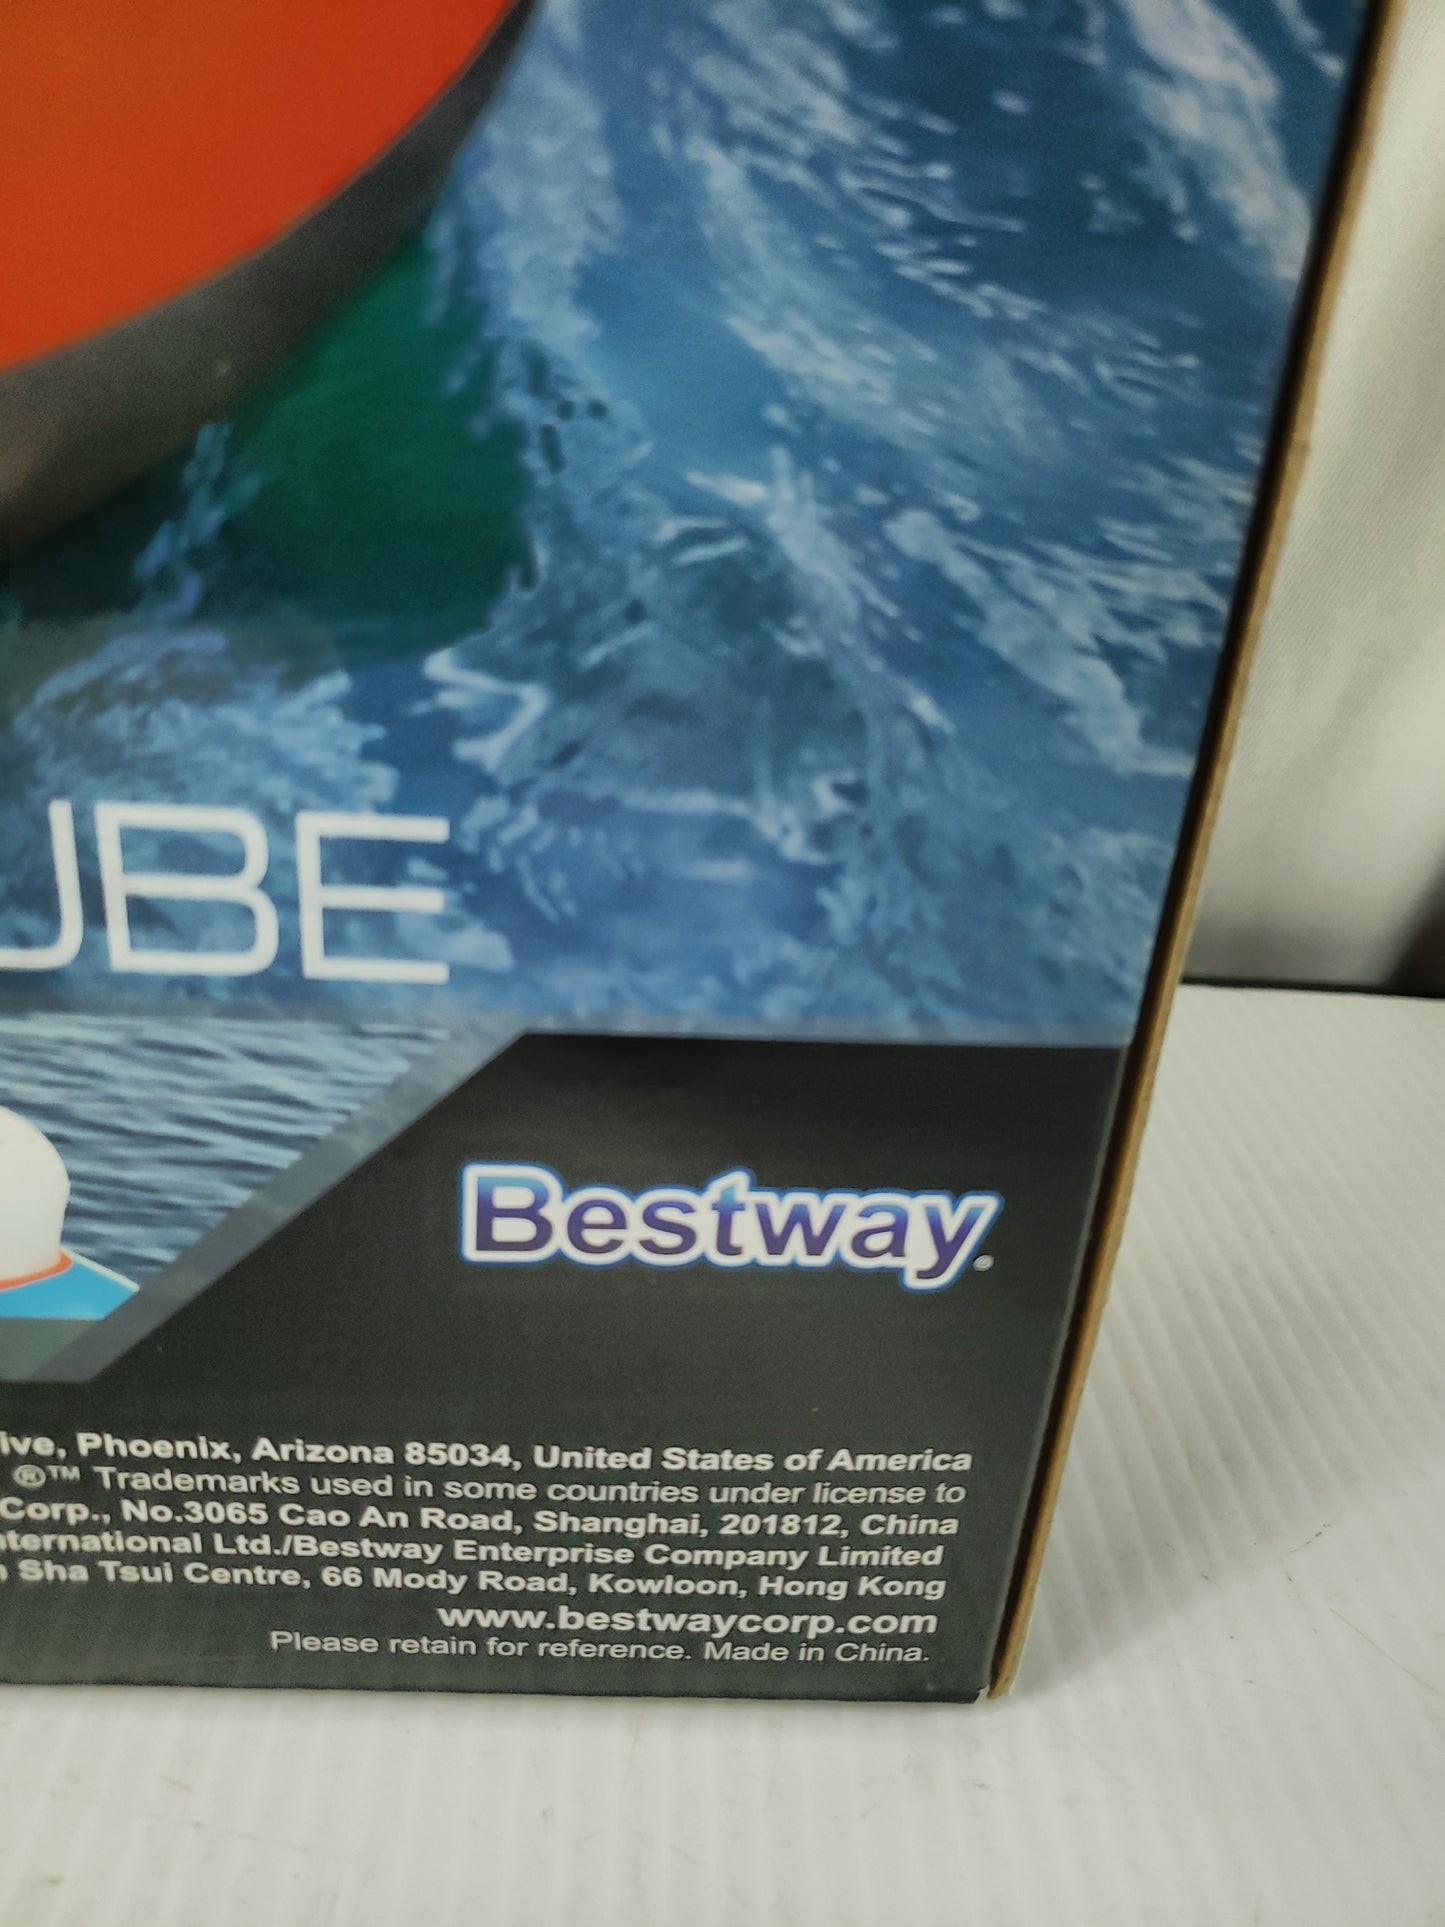 UBE
Bestway®
Phoenix, Arizona 85034, United States of America
®™ Trademarks used in some countries under license to
Corp., No.3065 Cao An Road, Shanghai, 201812, China
Ltd./Bestway Enterprise Company Limited
Sha Tsui Centre, 66 Mody Road, Kowloon, Hong Kong
www.bestwaycorp.com
Please retain for reference. Made in China.